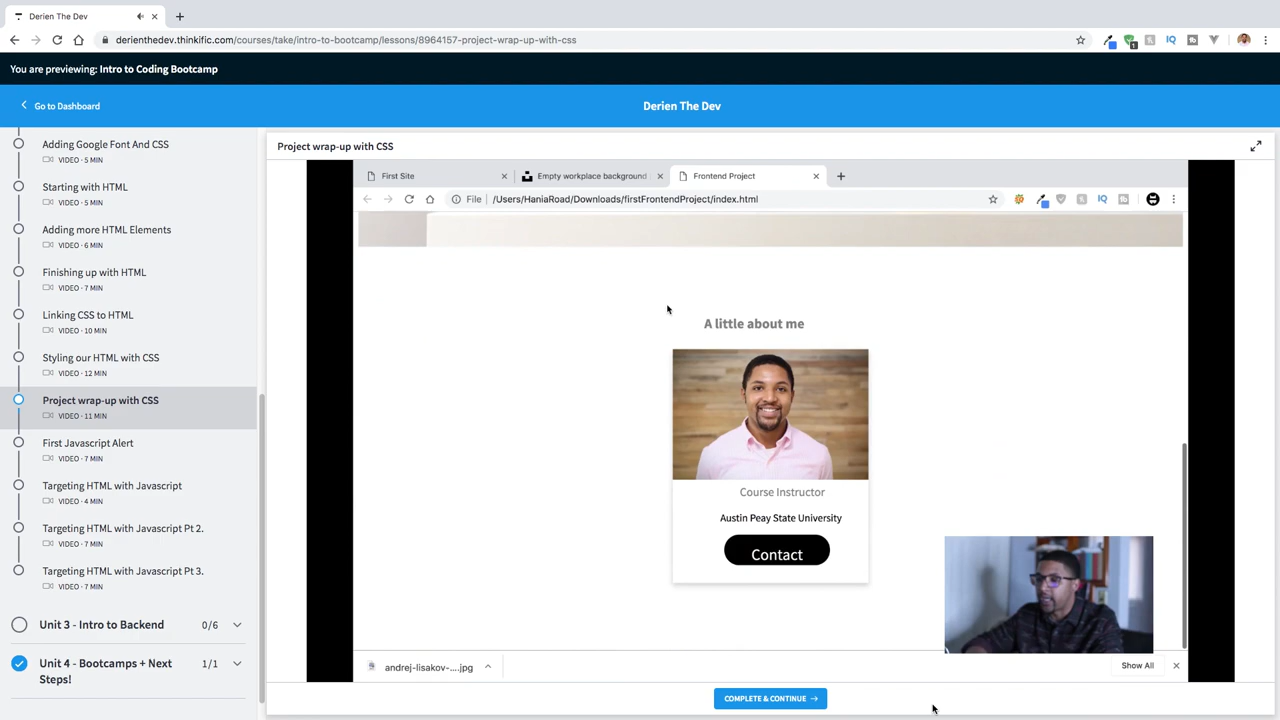 Derien The Dev
derienthedev.thinkific.com/courses/take/intro-to-bootcamp/lessons/8964157-project-wrap-up-with-css
You are previewing: Intro to Coding Bootcamp
Go to Dashboard
Derien The Dev
Adding Google Font And CSS
VIDEO · 5 MIN
Starting with HTML
VIDEO · 5 MIN
Adding more HTML Elements
VIDEO · 6 MIN
Finishing up with HTML
VIDEO · 7 MIN
Linking CSS to HTML
VIDEO · 10 MIN
Styling our HTML with CSS
VIDEO · 12 MIN
Project wrap-up with CSS
VIDEO · 11 MIN
First Javascript Alert
VIDEO · 7 MIN
Targeting HTML with Javascript
VIDEO · 4 MIN
Targeting HTML with Javascript Pt 2.
VIDEO · 7 MIN
Targeting HTML with Javascript Pt 3.
VIDEO · 7 MIN
Unit 3 - Intro to Backend 0/6
Unit 4 - Bootcamps + Next 1/1
Steps!
Project wrap-up with CSS
First Site
Empty workplace background
Frontend Project
File /Users/HaniaRoad/Downloads/firstFrontendProject/index.html
A little about me
Course Instructor
Austin Peay State University
Contact
andrej-lisakov-....jpg
Show All
COMPLETE & CONTINUE →